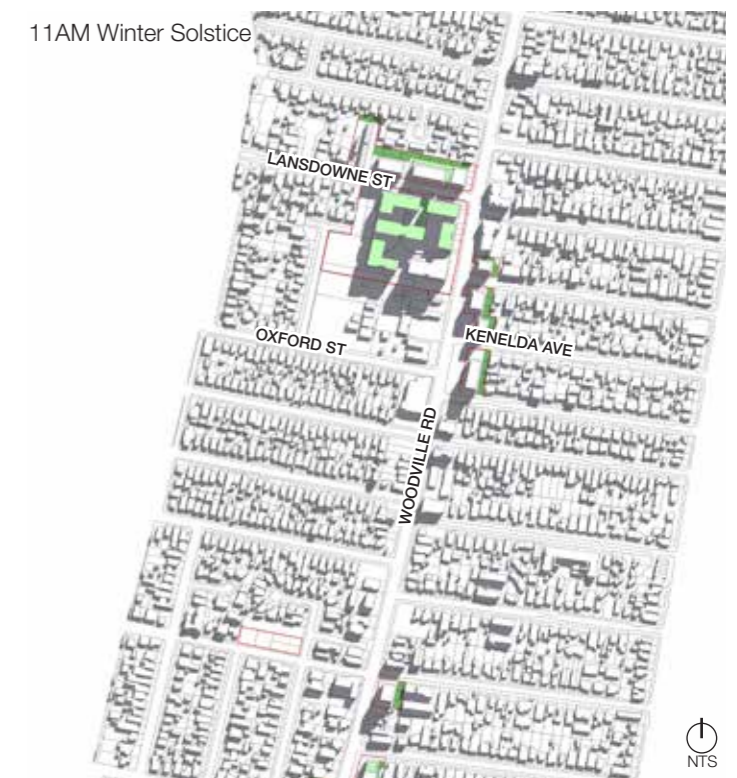 11AM Winter Solstice
LANSDOWNE ST
OXFORD ST
KENELDA AVE
WOODVILLE RD
NTS